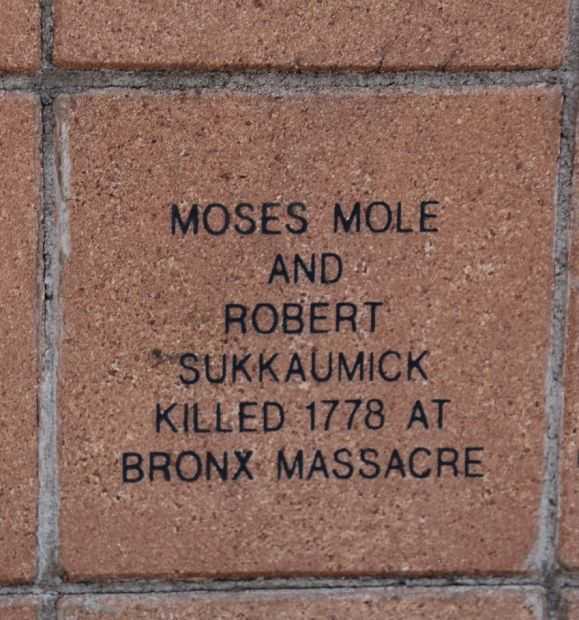 MOSES MOLE
AND
ROBERT
SUKKAUMICK
KILLED 1778 AT
BRONX MASSACRE